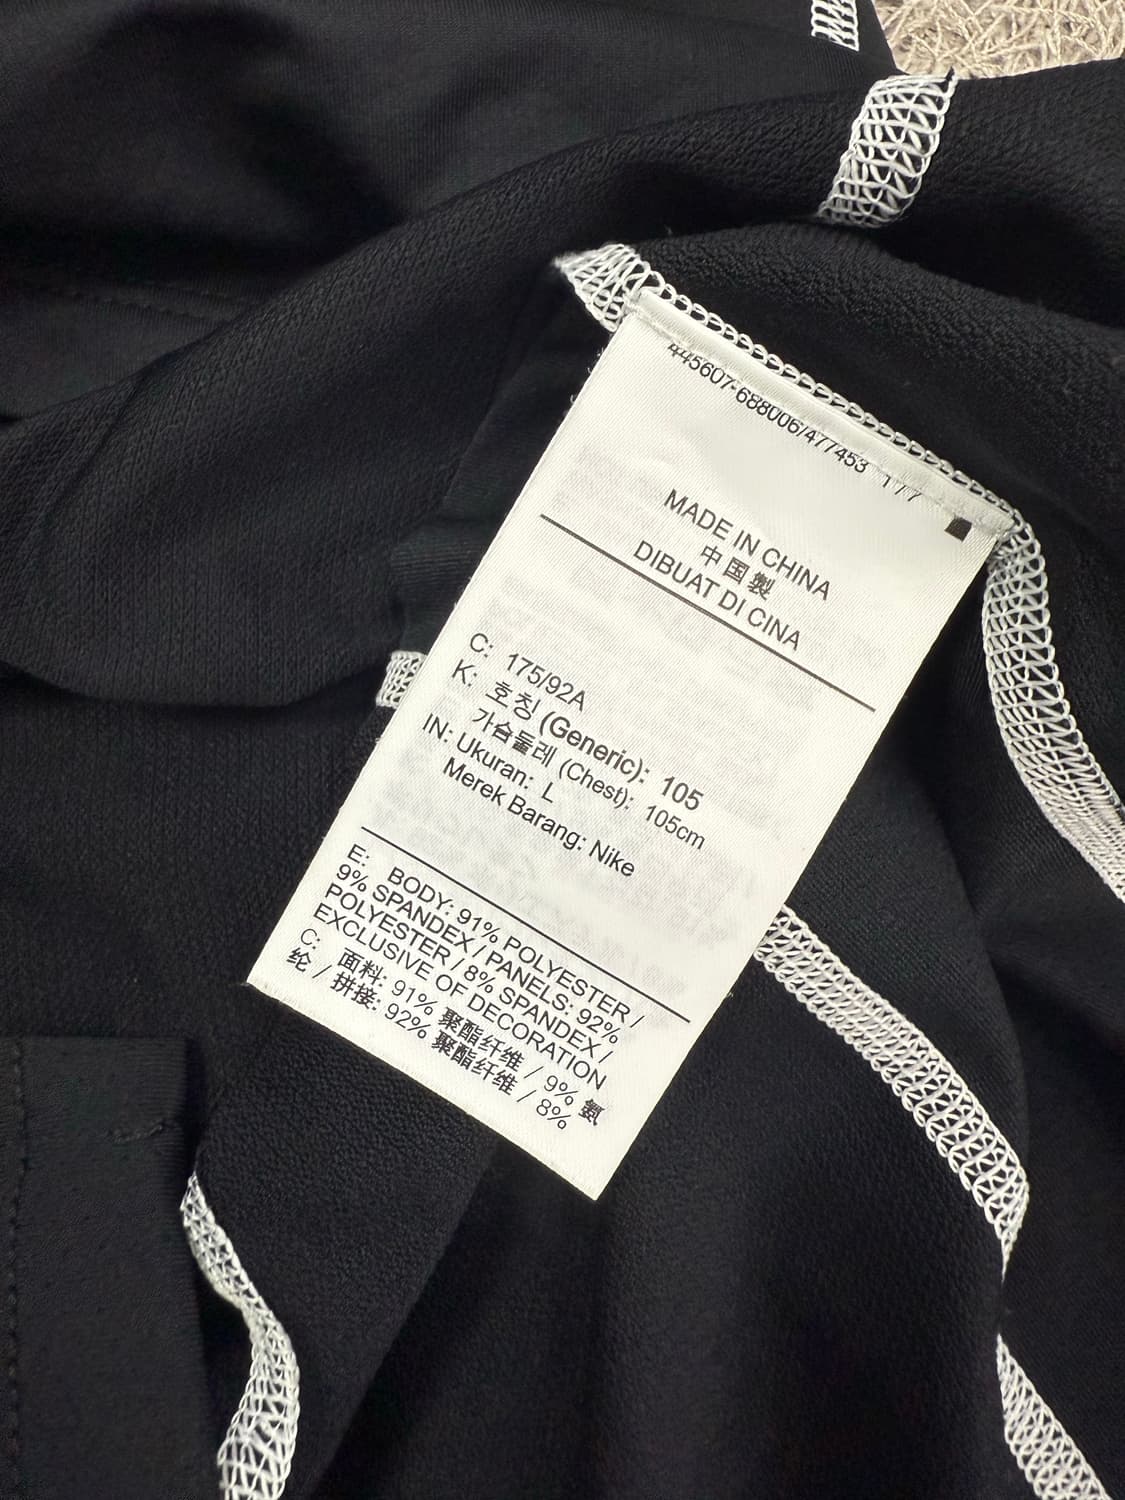 445607-688006/477453 177
MADE IN CHINA
中国製
DIBUAT DI CINA
C: 175/92A
K: 호칭 (Generic): 105
가슴둘레 (Chest): 105cm
IN: Ukuran: L
Merek Barang: Nike
E: BODY: 91% POLYESTER /
9% SPANDEX / PANELS: 92%
POLYESTER / 8% SPANDEX /
EXCLUSIVE OF DECORATION
C: 面料: 91% 聚酯纤维 / 9% 氨
纶 / 拼接: 92% 聚酯纤维 / 8%